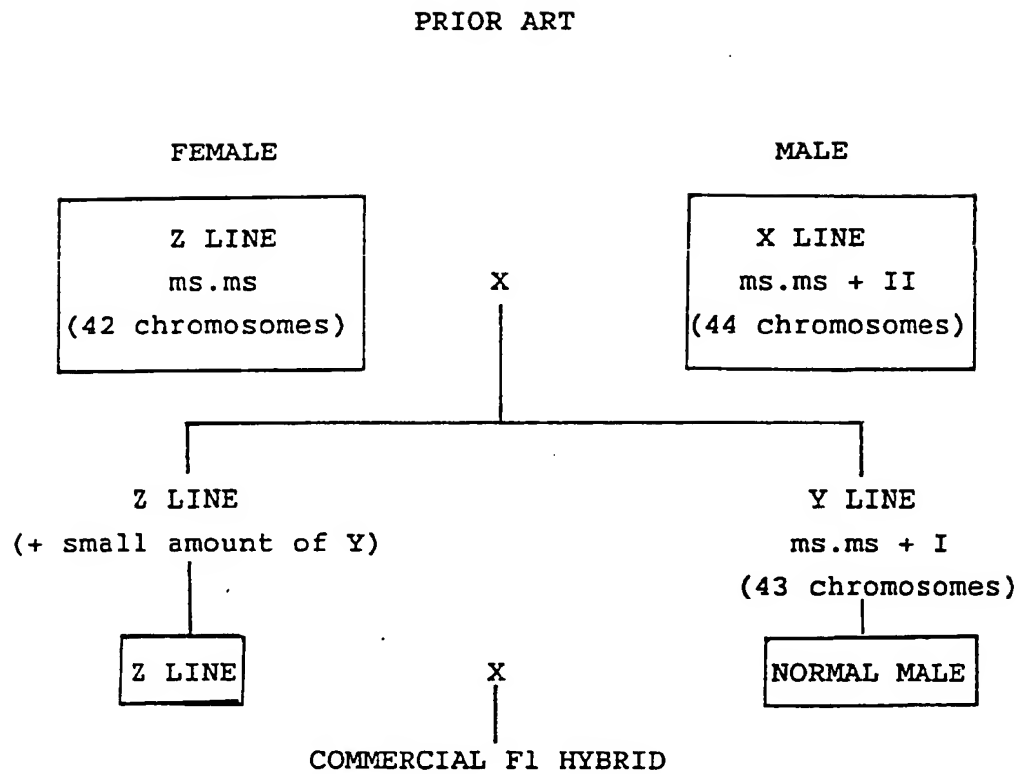 PRIOR ART
FEMALE
MALE
Z LINE
ms.ms
(42 chromosomes)
X
X LINE
ms.ms + II
(44 chromosomes)
Z LINE
(+ small amount of Y)
Y LINE
ms.ms + I
(43 chromosomes)
Z LINE
X
NORMAL MALE
COMMERCIAL F1 HYBRID